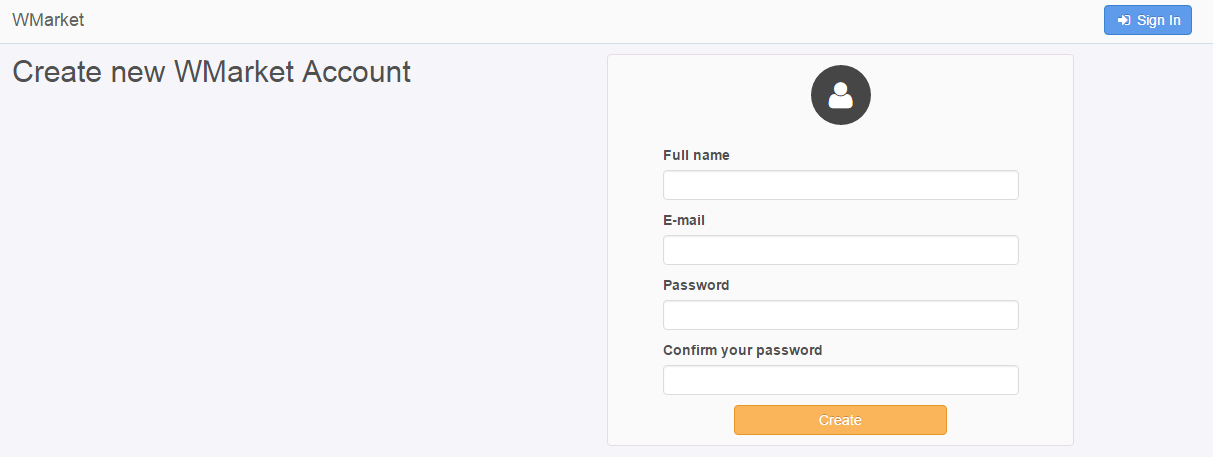 WMarket
Sign In
Create new WMarket Account
Full name
E-mail
Password
Confirm your password
Create